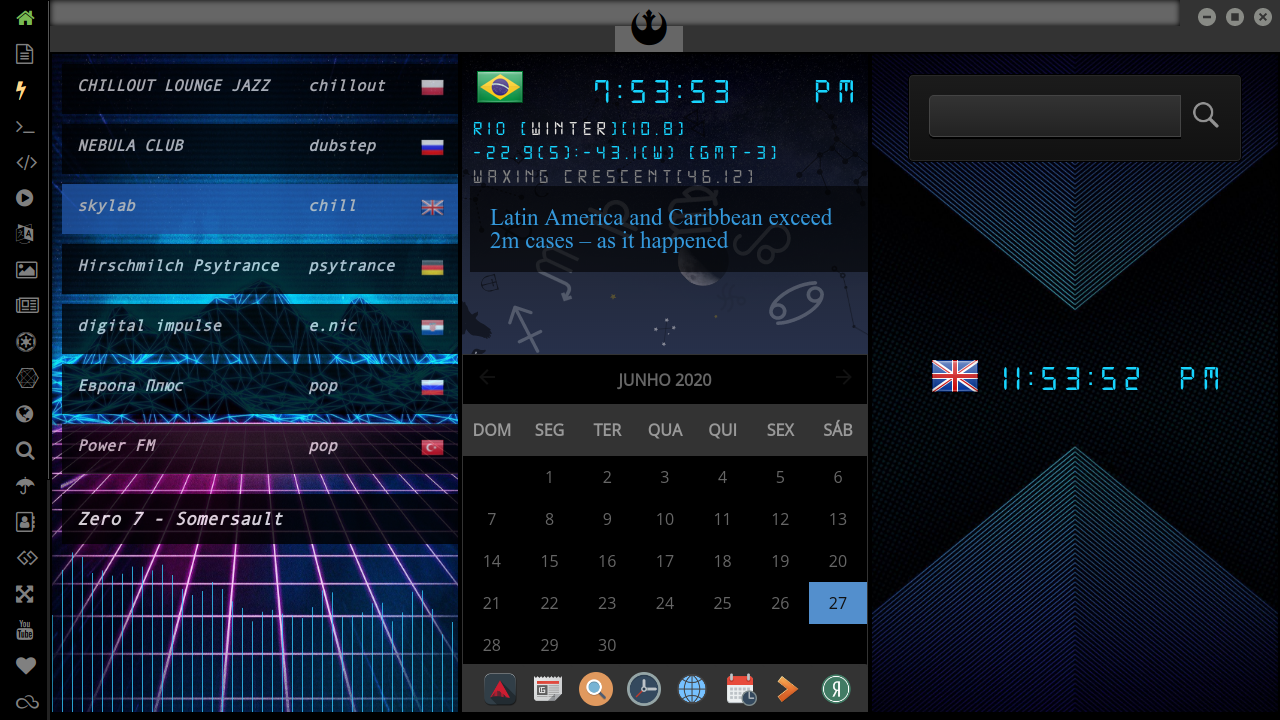 CHILLOUT LOUNGE JAZZ chillout
NEBULA CLUB dubstep
skylab chill
Hirschmilch Psytrance psytrance
digital impulse e.nic
Европа Плюс pop
Power FM pop
Zero 7 - Somersault
7:53:53 PM
RIO [WINTER][10.8]
-22.9(S):-43.1(W) [GMT-3]
WAXING CRESCENT[46.12]
Latin America and Caribbean exceed
2m cases – as it happened
JUNHO 2020
DOM SEG TER QUA QUI SEX SÁB
1 2 3 4 5 6
7 8 9 10 11 12 13
14 15 16 17 18 19 20
21 22 23 24 25 26 27
28 29 30
11:53:52 PM
You
Tube
Я